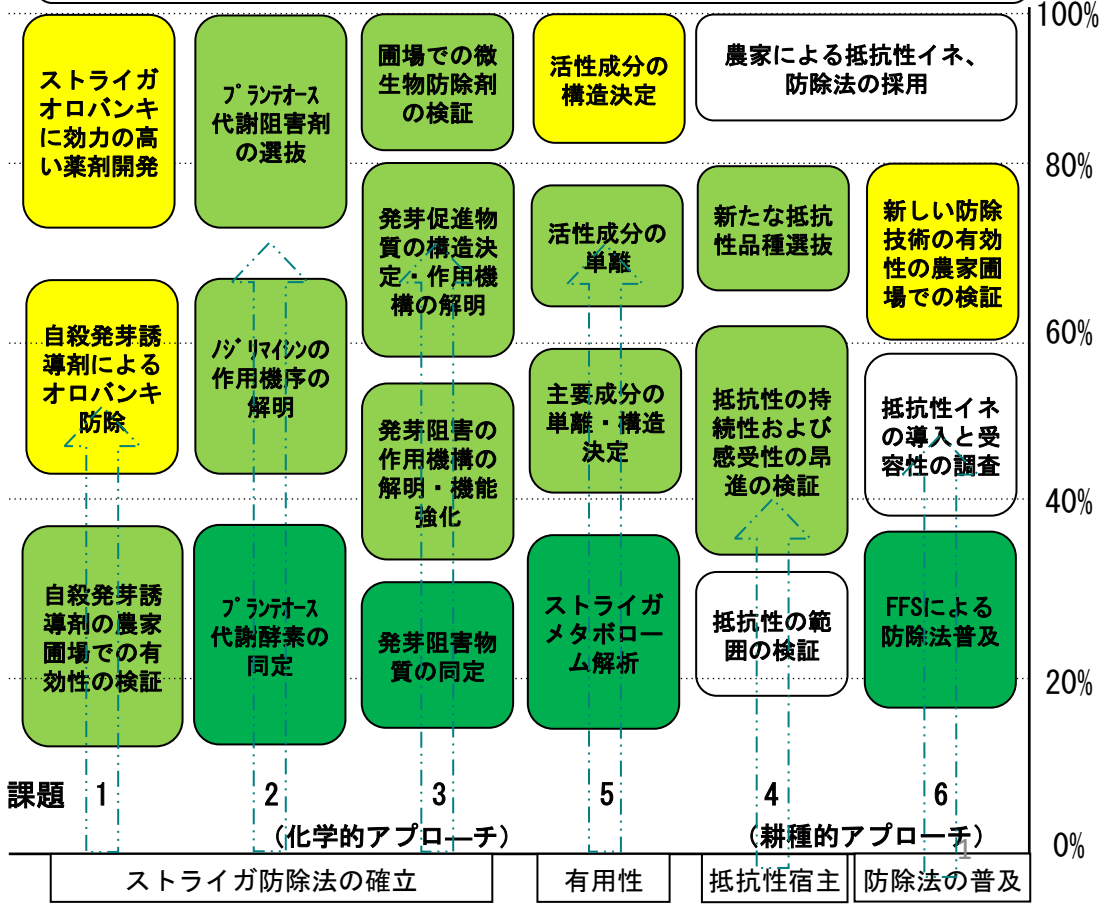 100%
ストライガ
オロバンキ
に効力の高
い薬剤開発
プランテオース
代謝阻害剤
の選抜
圃場での微
生物防除剤
の検証
活性成分の
構造決定
農家による抵抗性イネ、
防除法の採用
80%
発芽促進物
質の構造決
定・作用機
構の解明
活性成分の
単離
新たな抵抗
性品種選抜
新しい防除
技術の有効
性の農家圃
場での検証
60%
自殺発芽誘
導剤による
オロバンキ
防除
ノジリマイシンの
作用機序の
解明
発芽阻害の
作用機構の
解明・機能
強化
主要成分の
単離・構造
決定
抵抗性の持
続性および
感受性の昂
進の検証
抵抗性イネ
の導入と受
容性の調査
40%
自殺発芽誘
導剤の農家
圃場での有
効性の検証
プランテオース
代謝酵素の
同定
発芽阻害物
質の同定
ストライガ
メタボロー
ム解析
抵抗性の範
囲の検証
FFSによる
防除法普及
20%
課題 1 2 3 5 4 6
(化学的アプローチ) (耕種的アプローチ)
1
0%
ストライガ防除法の確立 有用性 抵抗性宿主 防除法の普及